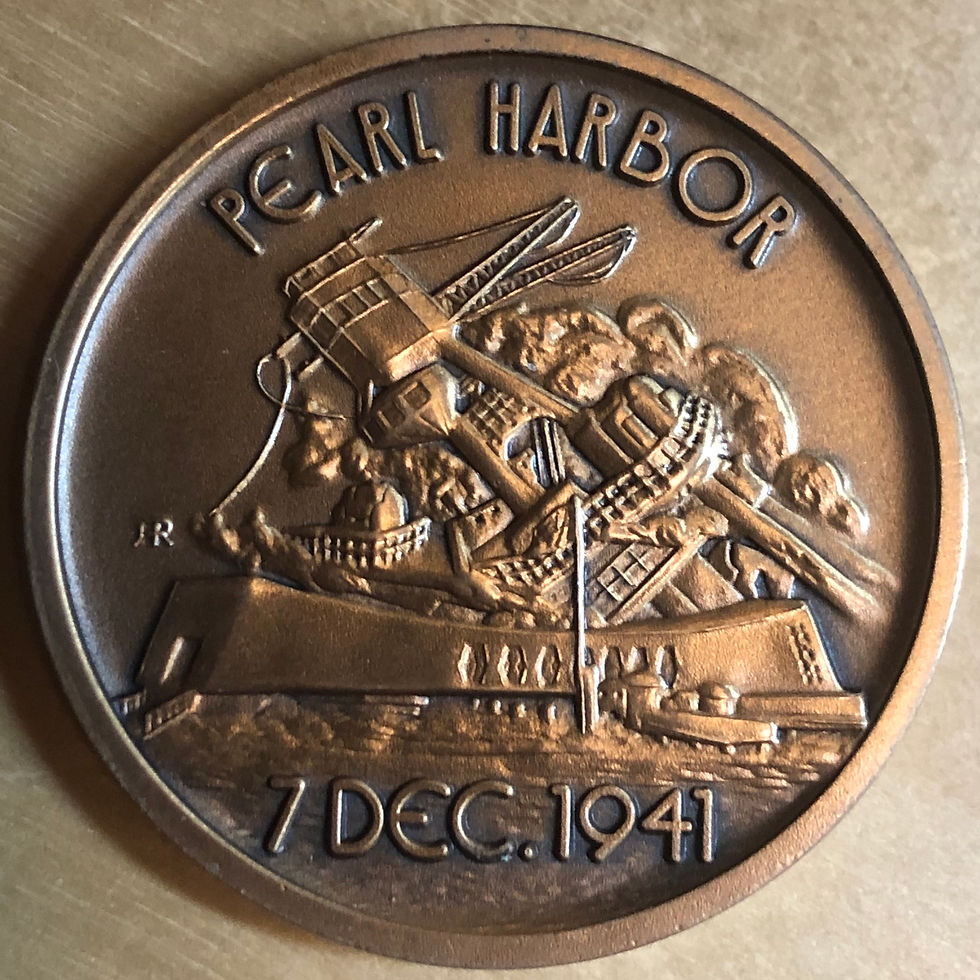 PEARL HARBOR
JR
7 DEC. 1941